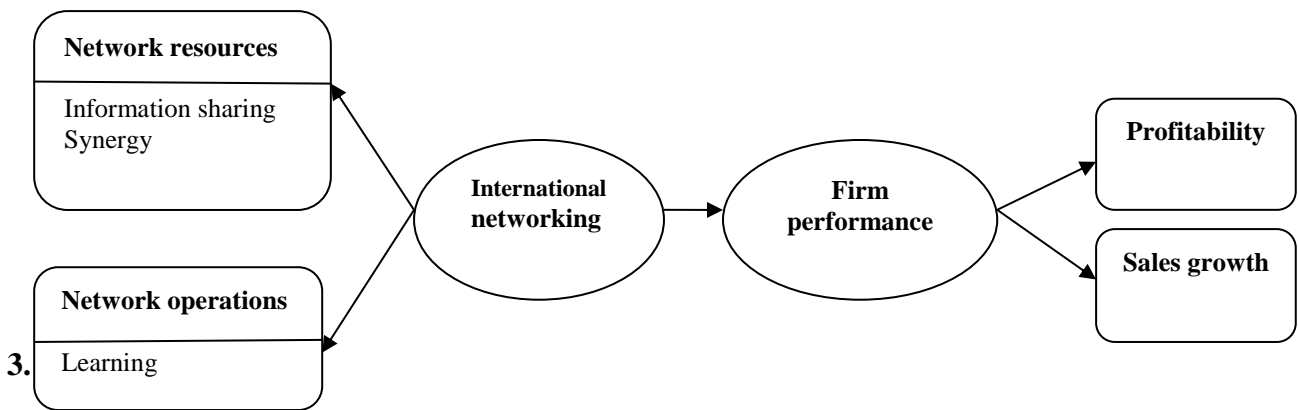 Network resources
Information sharing
Synergy
International
networking
Firm
performance
Profitability
Sales growth
Network operations
3.
Learning